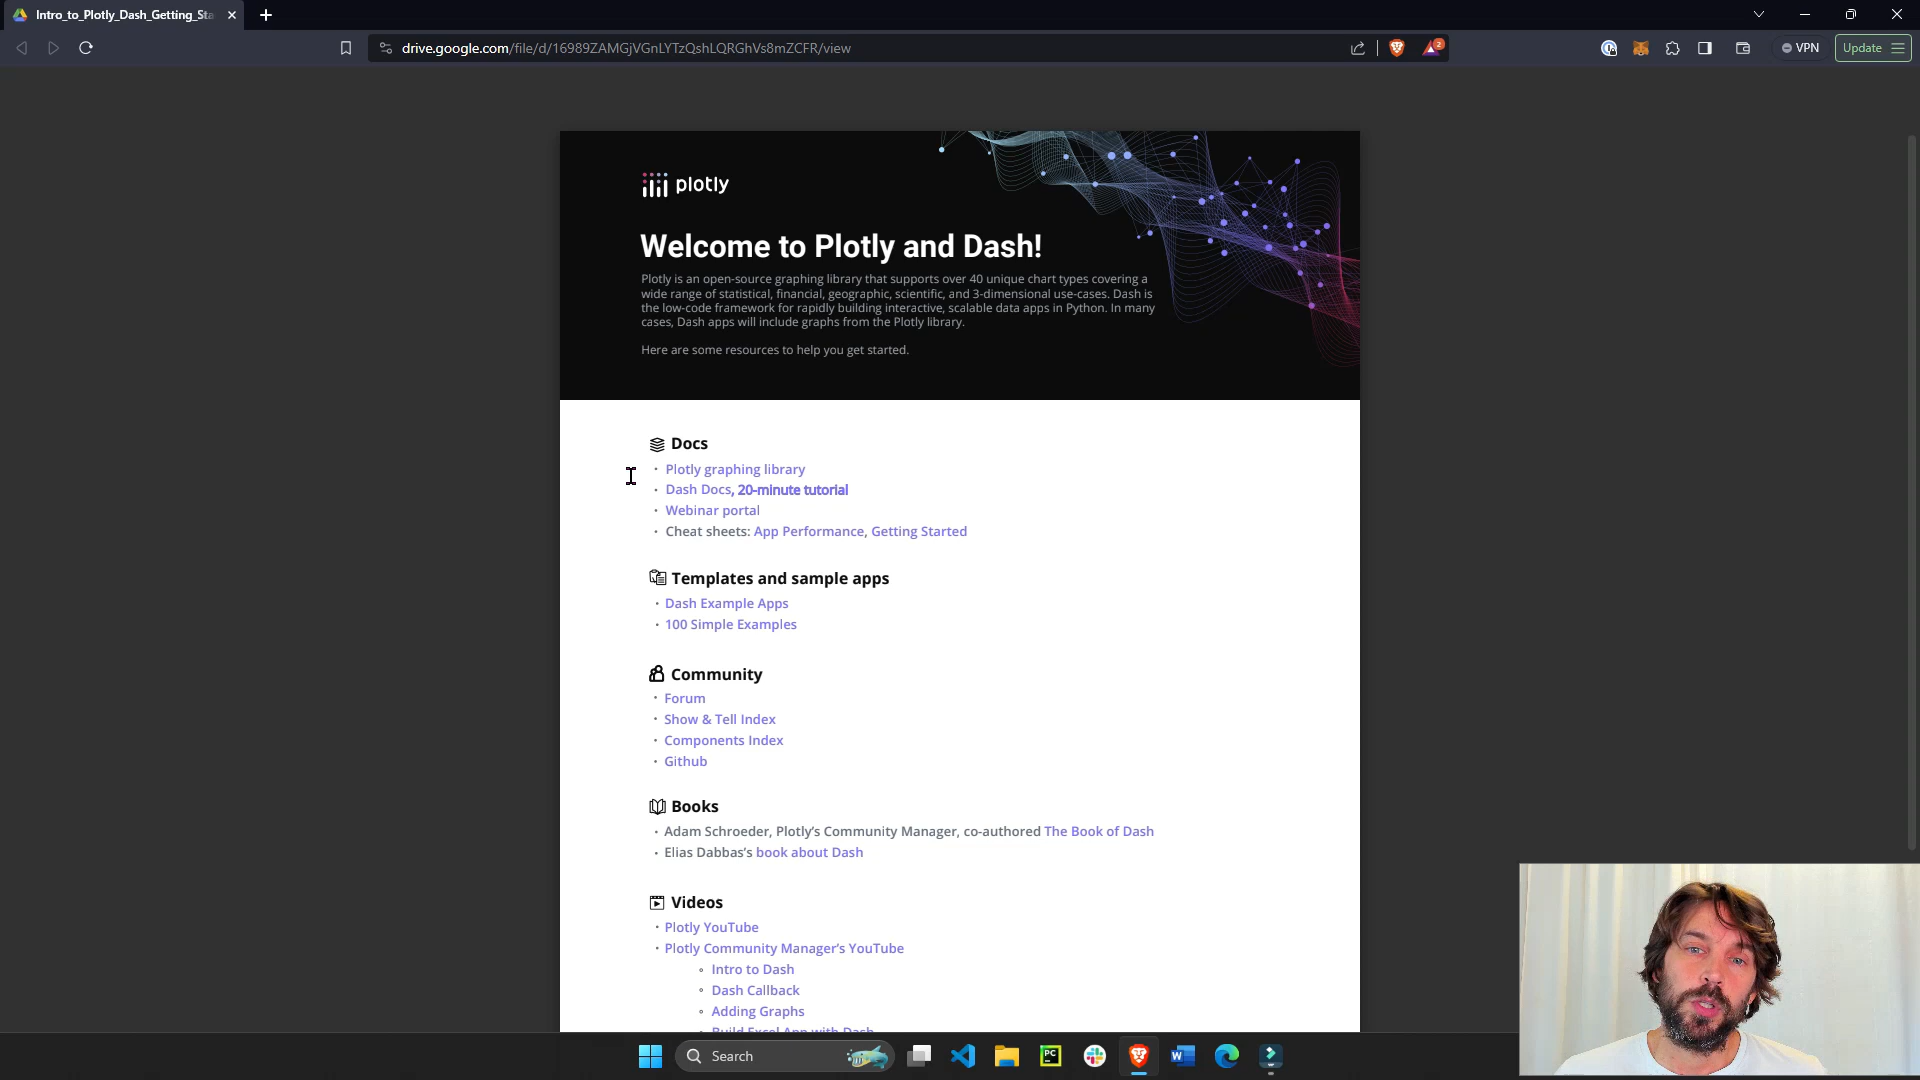 Intro_to_Plotly_Dash_Getting_Sta
drive.google.com/file/d/16989ZAMGjVGnLYTzQshLQRGhVs8mZCFR/view
2
VPN
Update
plotly
Welcome to Plotly and Dash!
Plotly is an open-source graphing library that supports over 40 unique chart types covering a
wide range of statistical, financial, geographic, scientific, and 3-dimensional use-cases. Dash is
the low-code framework for rapidly building interactive, scalable data apps in Python. In many
cases, Dash apps will include graphs from the Plotly library.
Here are some resources to help you get started.
Docs
• Plotly graphing library
• Dash Docs, 20-minute tutorial
• Webinar portal
• Cheat sheets: App Performance, Getting Started
Templates and sample apps
• Dash Example Apps
• 100 Simple Examples
Community
• Forum
• Show & Tell Index
• Components Index
• Github
Books
• Adam Schroeder, Plotly’s Community Manager, co-authored The Book of Dash
• Elias Dabbas’s book about Dash
Videos
• Plotly YouTube
• Plotly Community Manager’s YouTube
◦ Intro to Dash
◦ Dash Callback
◦ Adding Graphs
◦ Build Excel App with Dash
Search
PC